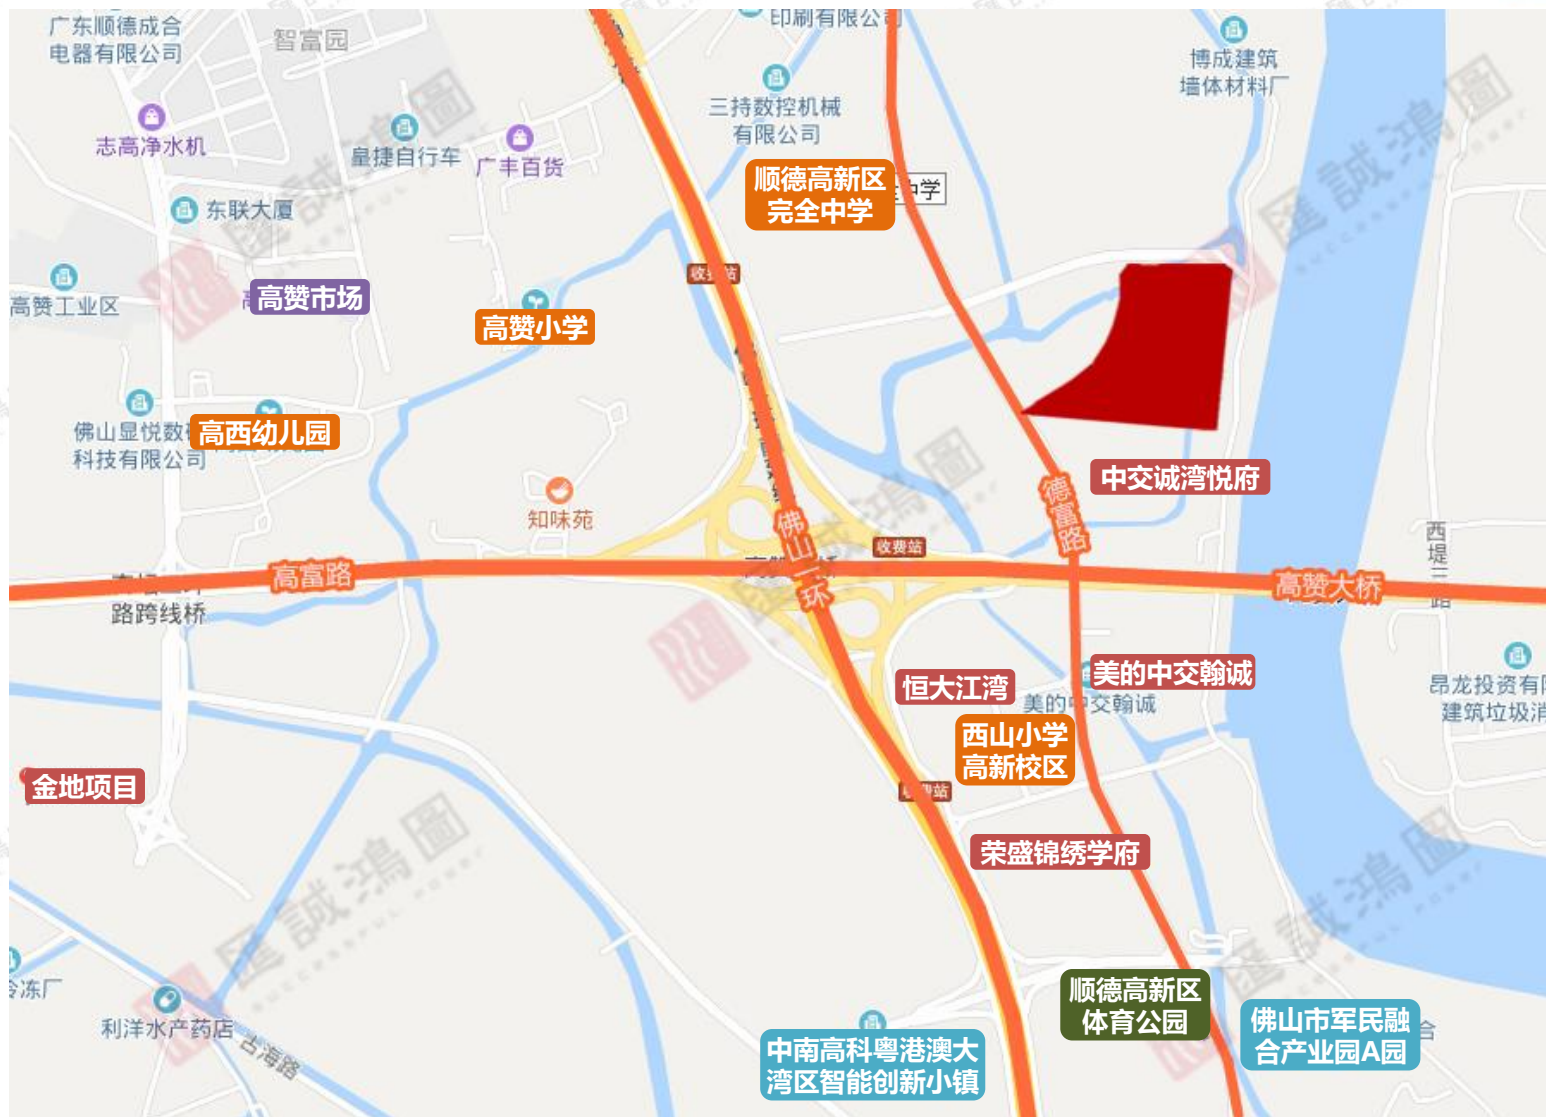 广东顺德成合
电器有限公司
智富园
印刷有限公司
博成建筑
墙体材料厂
三持数控机械
有限公司
志高净水机
皇捷自行车
广丰百货
顺德高新区
完全中学
中学
东联大厦
高赞工业区
高赞市场
收费站
高赞小学
佛山显悦数
科技有限公司
高西幼儿园
中交诚湾悦府
德富路
知味苑
佛山一环
收费站
西堤三路
高富路
高赞大桥
路跨线桥
恒大江湾
美的中交翰诚
美的中交翰诚
昂龙投资有
建筑垃圾消
西山小学
高新校区
金地项目
收费站
荣盛锦绣学府
冷冻厂
利洋水产药店
古海路
顺德高新区
体育公园
佛山市军民融
合产业园A园
合
中南高科粤港澳大
湾区智能创新小镇
匯誠鴻圖
SUCCESSFUL POWER